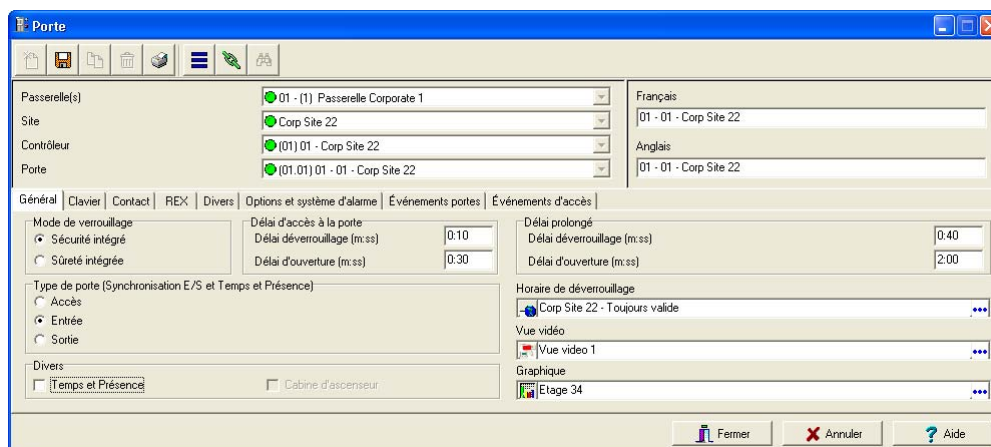 Porte
Passerelle(s) 01 - (1) Passerelle Corporate 1 Français
01 - 01 - Corp Site 22
Site Corp Site 22
Contrôleur (01) 01 - Corp Site 22 Anglais
Porte (01.01) 01 - 01 - Corp Site 22 01 - 01 - Corp Site 22
Général Clavier Contact REX Divers Options et système d'alarme Événements portes Événements d'accès
Mode de verrouillage
Sécurité intégré
Sûreté intégrée
Délai d'accès à la porte
Délai déverrouillage (m:ss) 0:10
Délai d'ouverture (m:ss) 0:30
Délai prolongé
Délai déverrouillage (m:ss) 0:40
Délai d'ouverture (m:ss) 2:00
Type de porte (Synchronisation E/S et Temps et Présence)
Accès
Entrée
Sortie
Horaire de déverrouillage
Corp Site 22 - Toujours valide
Vue vidéo
Vue video 1
Divers
Temps et Présence Cabine d'ascenseur
Graphique
Etage 34
Fermer Annuler ? Aide